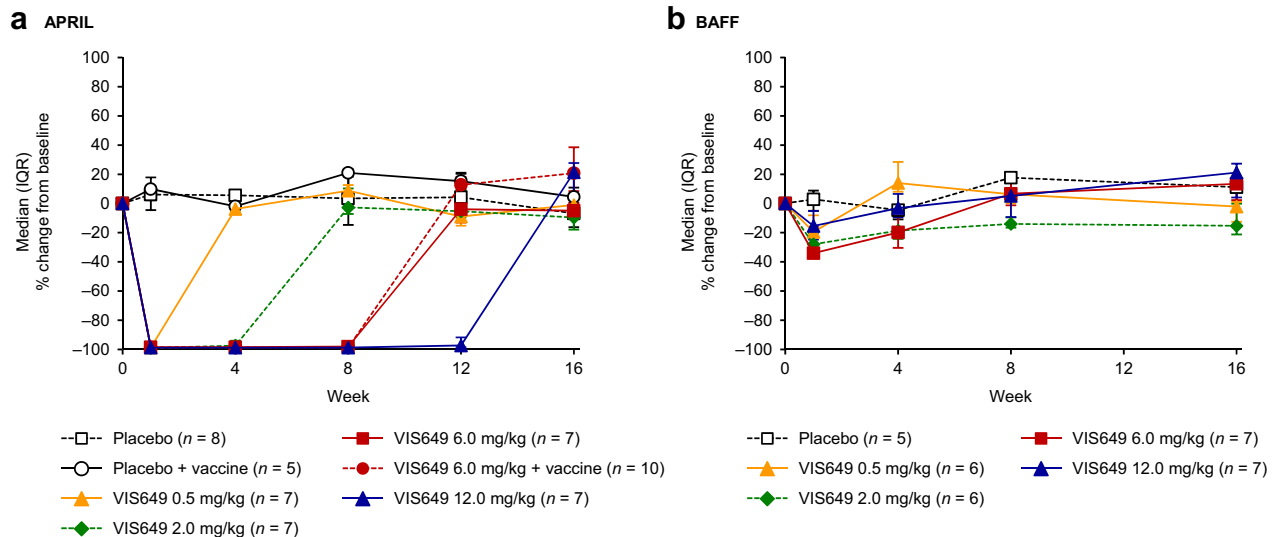 a APRIL
Median (IQR)
% change from baseline
100
80
60
40
20
0
–20
–40
–60
–80
–100
0 4 8 12 16
Week
Placebo (n = 8)
Placebo + vaccine (n = 5)
VIS649 0.5 mg/kg (n = 7)
VIS649 2.0 mg/kg (n = 7)
VIS649 6.0 mg/kg (n = 7)
VIS649 6.0 mg/kg + vaccine (n = 10)
VIS649 12.0 mg/kg (n = 7)
b BAFF
Median (IQR)
% change from baseline
100
80
60
40
20
0
–20
–40
–60
–80
–100
0 4 8 12 16
Week
Placebo (n = 5)
VIS649 0.5 mg/kg (n = 6)
VIS649 2.0 mg/kg (n = 6)
VIS649 6.0 mg/kg (n = 7)
VIS649 12.0 mg/kg (n = 7)